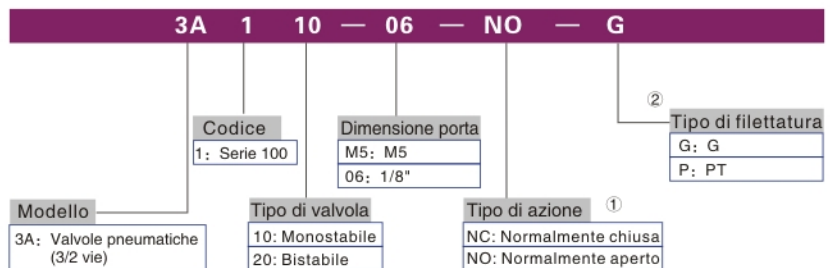 3A 1 10 — 06 — NO — G
②
Codice
1: Serie 100
Dimensione porta
M5: M5
06: 1/8"
Tipo di filettatura
G: G
P: PT
Modello
3A: Valvole pneumatiche
(3/2 vie)
Tipo di valvola
10: Monostabile
20: Bistabile
Tipo di azione ①
NC: Normalmente chiusa
NO: Normalmente aperto